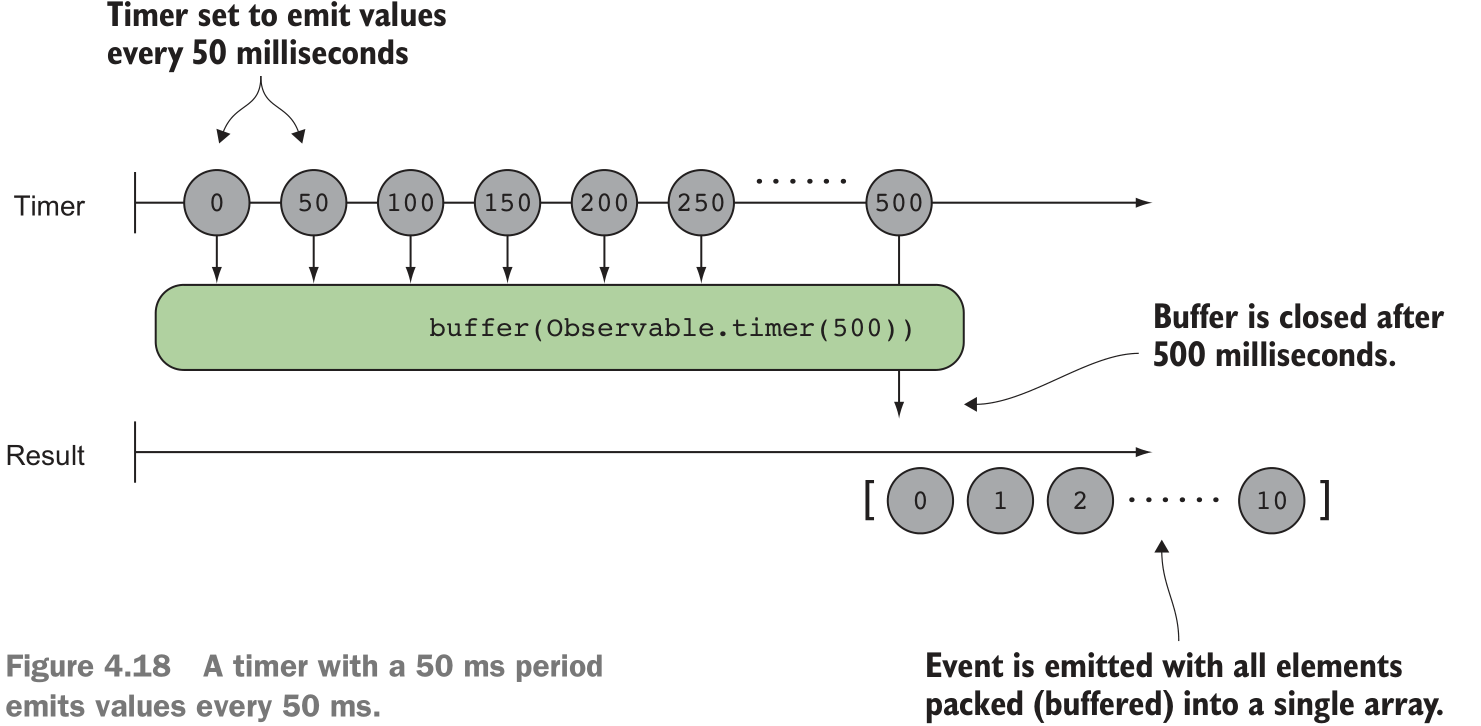 Timer set to emit values
every 50 milliseconds
Timer
0 50 100 150 200 250 ...... 500
buffer(Observable.timer(500))
Buffer is closed after
500 milliseconds.
Result
[ 0 1 2 ...... 10 ]
Event is emitted with all elements
packed (buffered) into a single array.
Figure 4.18 A timer with a 50 ms period
emits values every 50 ms.